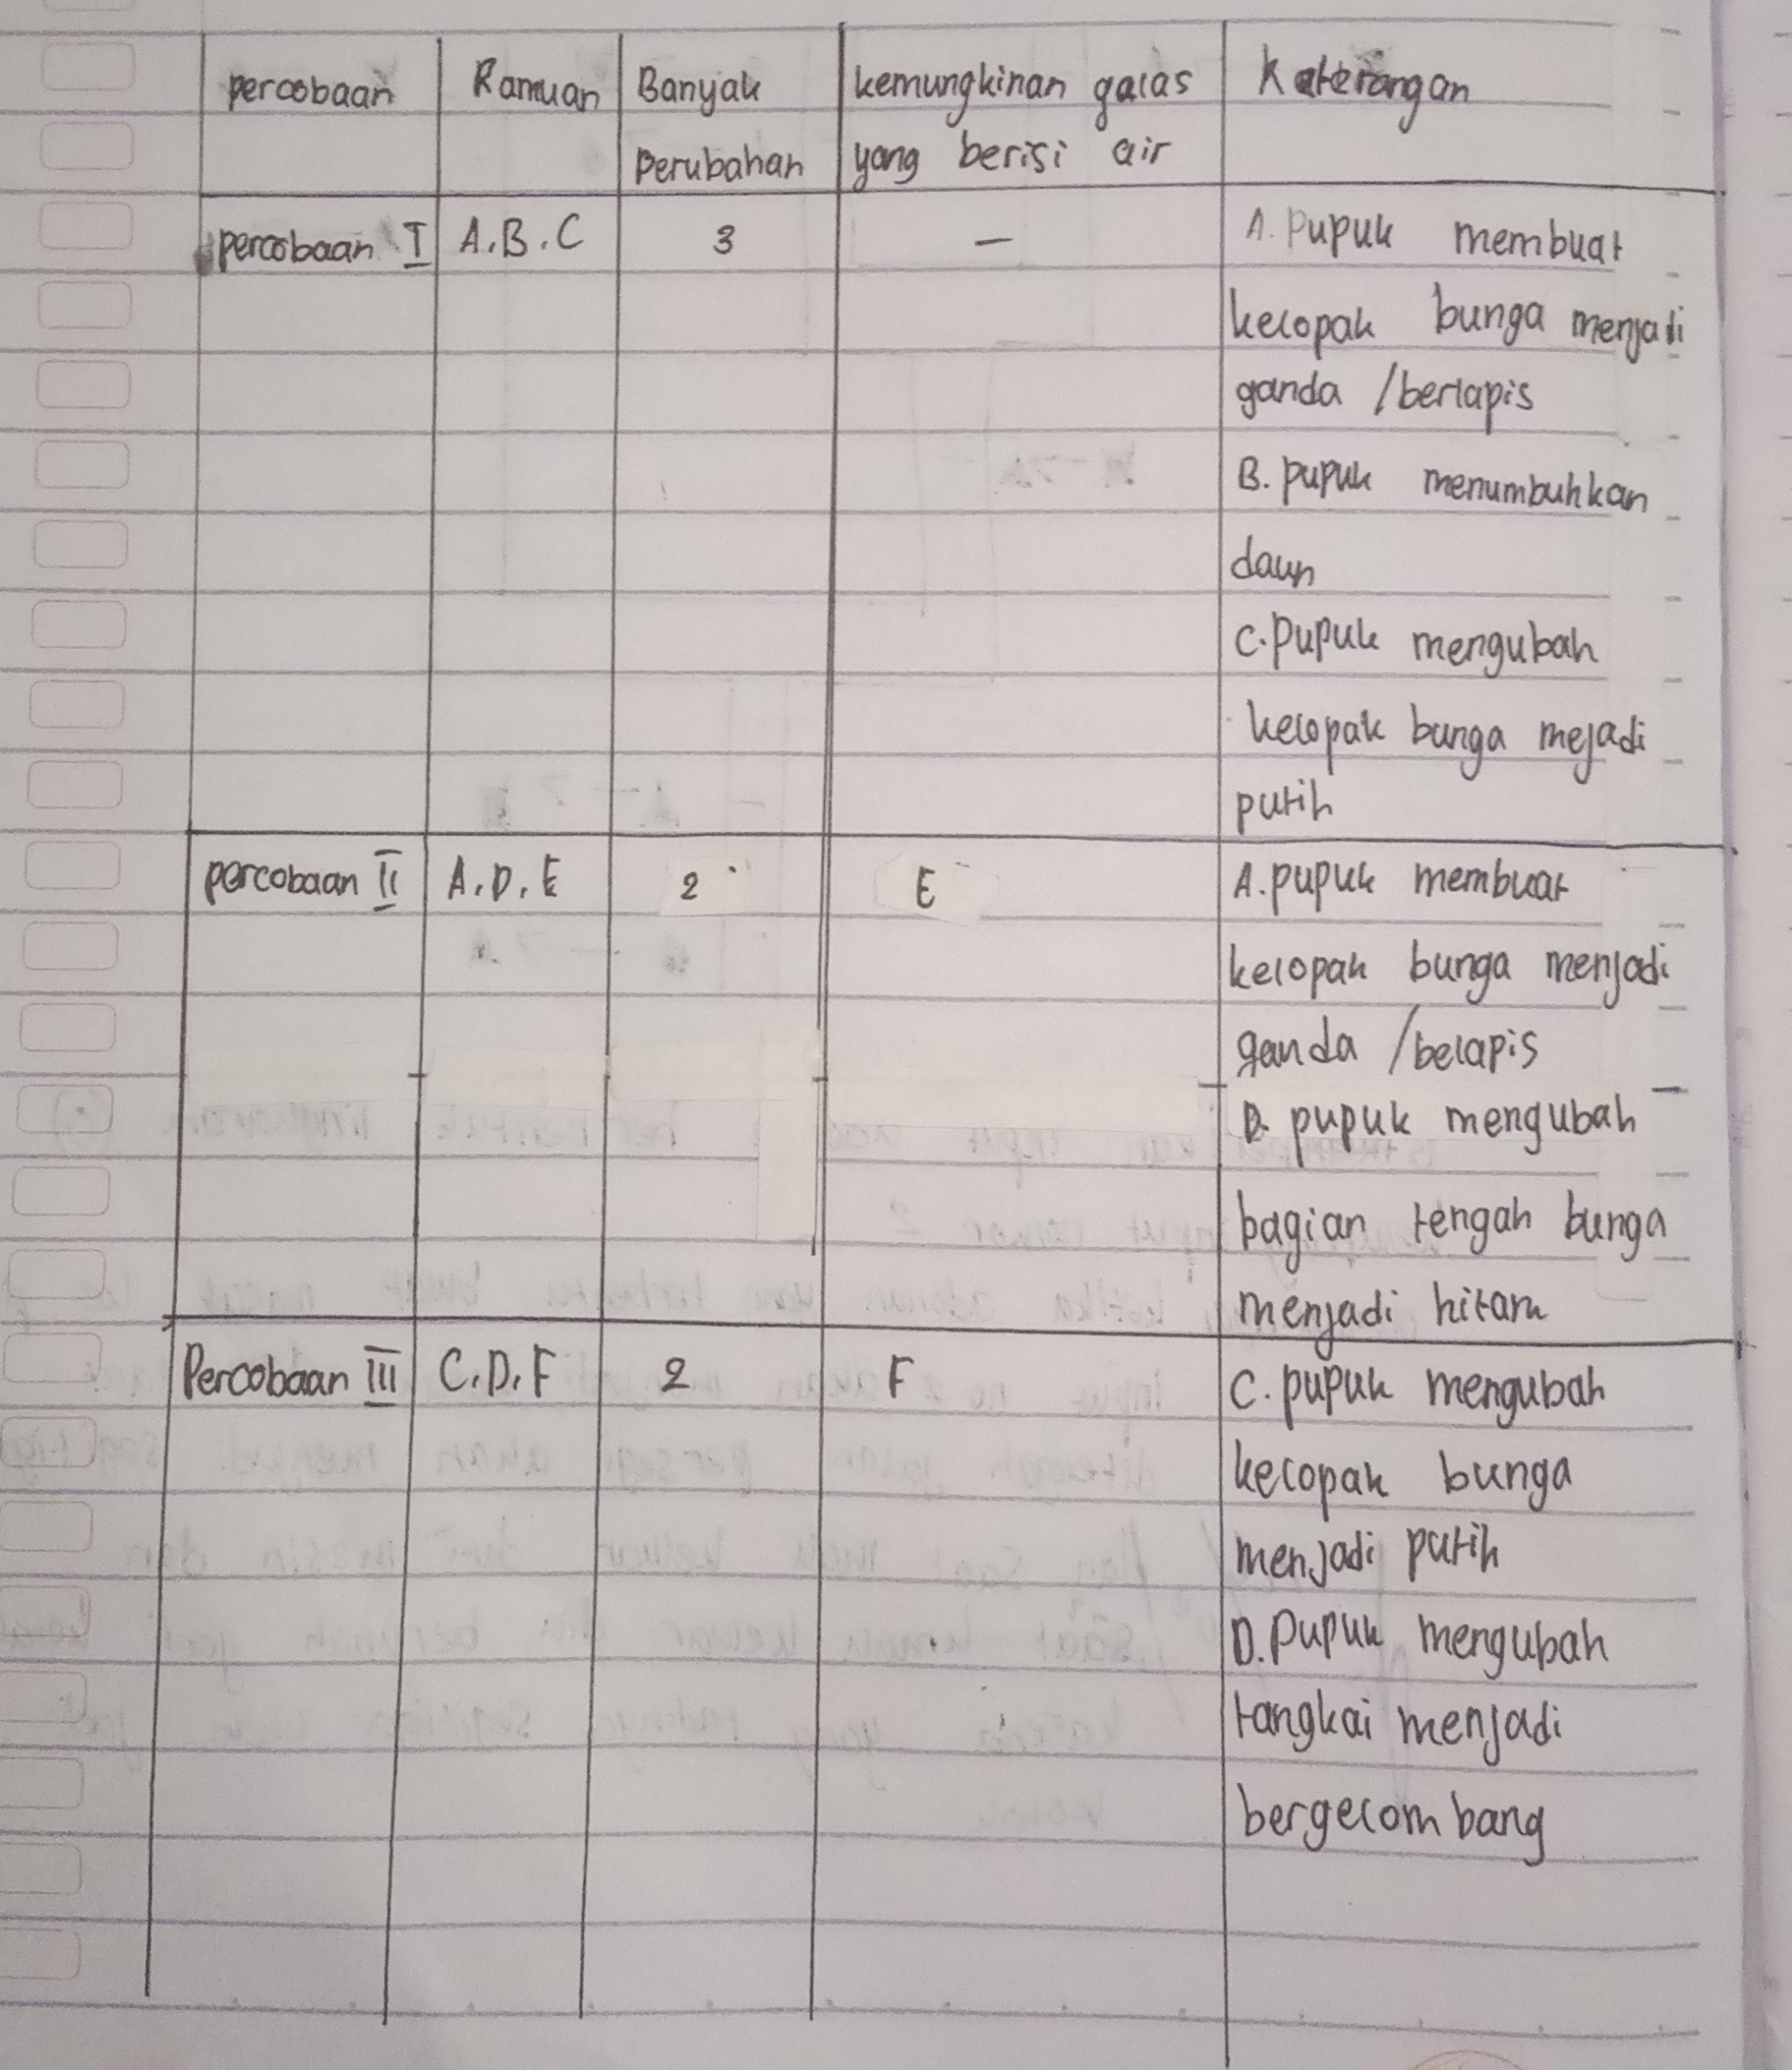 percobaan Ramuan Banyak kemungkinan galas Keterangan
perubahan yang berisi air
percobaan I A. B. C 3 — A. Pupuk membuat
kelopak bunga menjadi
ganda / berlapis
B. pupuk menumbuhkan
daun
C. Pupuk mengubah
kelopak bunga mejadi
putih
percobaan II A. D. E 2 E A. pupuk membuat
kelopak bunga menjadi
ganda / belapis
D. pupuk mengubah
bagian tengah bunga
menjadi hitam
Percobaan III C. D. F 2 F C. pupuk mengubah
kelopak bunga
menjadi putih
D. Pupuk mengubah
tangkai menjadi
bergelombang